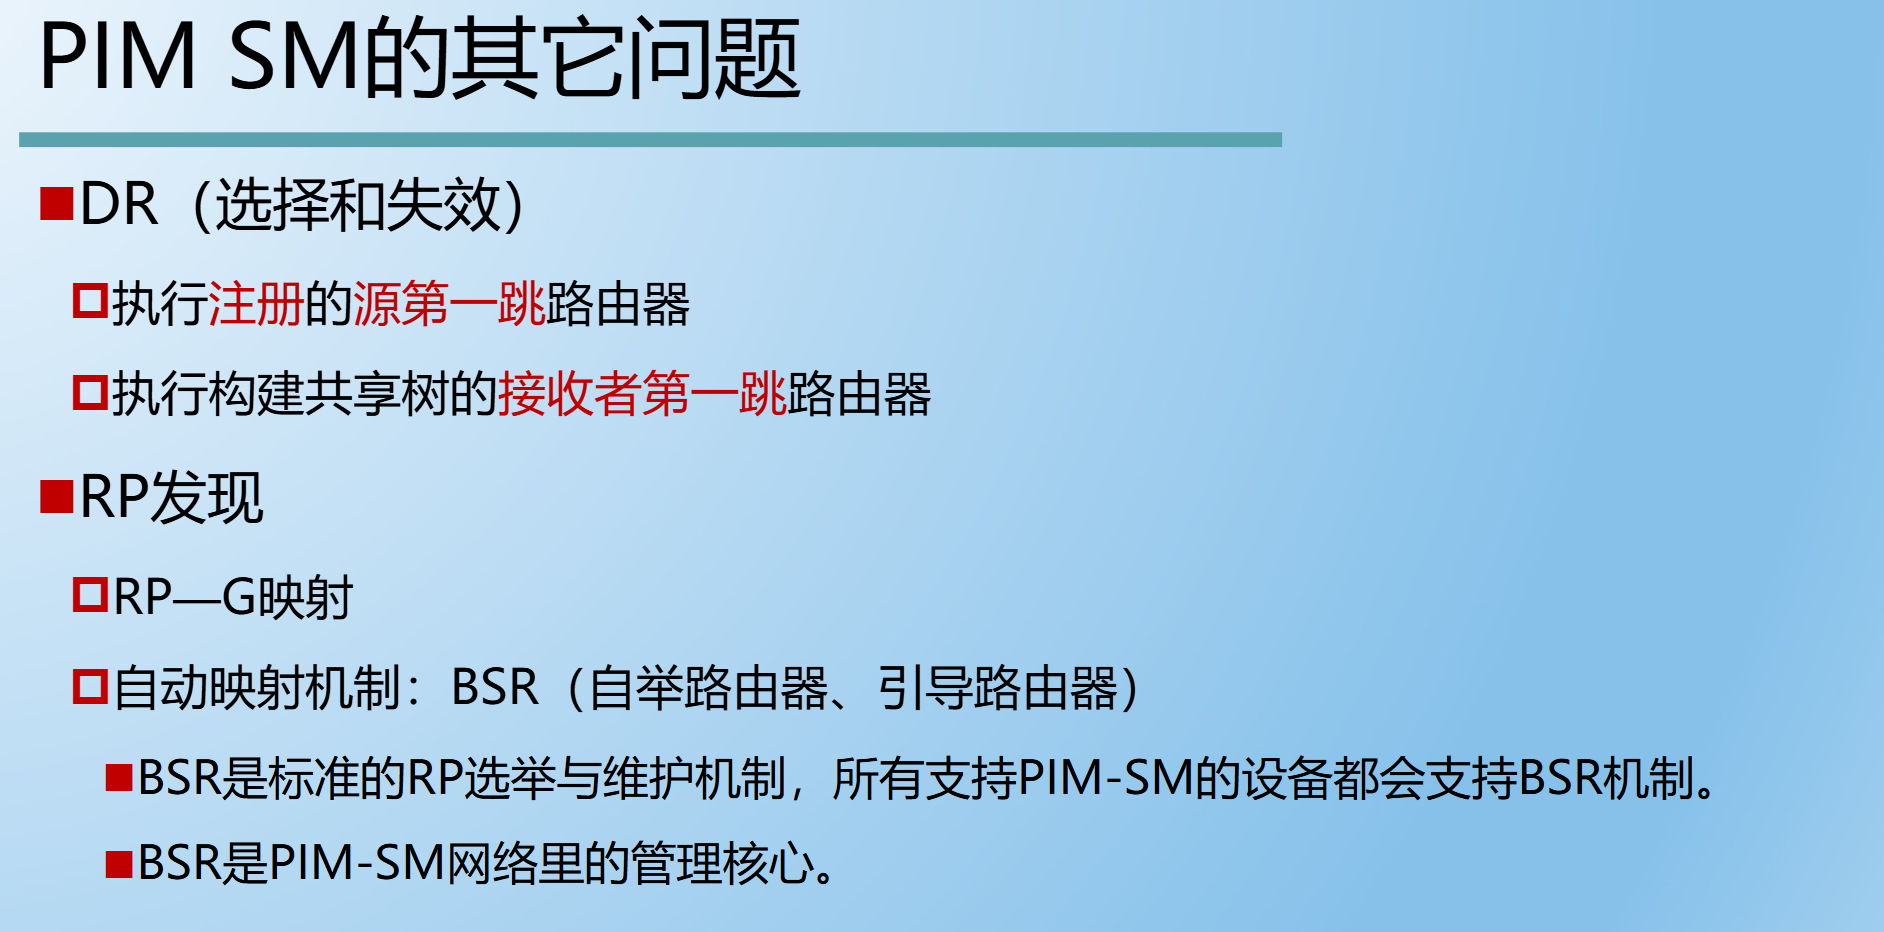 PIM SM的其它问题
DR（选择和失效）
执行注册的源第一跳路由器
执行构建共享树的接收者第一跳路由器
RP发现
RP—G映射
自动映射机制：BSR（自举路由器、引导路由器）
BSR是标准的RP选举与维护机制，所有支持PIM-SM的设备都会支持BSR机制。
BSR是PIM-SM网络里的管理核心。